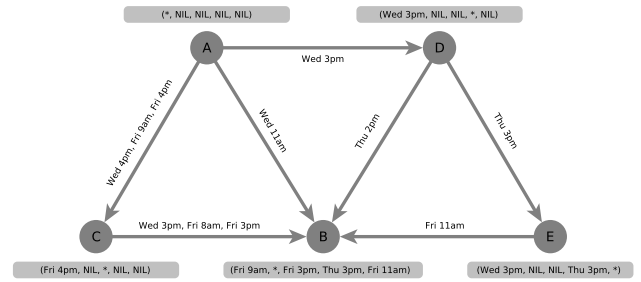 (*, NIL, NIL, NIL, NIL)
(Wed 3pm, NIL, NIL, *, NIL)
A
D
Wed 3pm
Wed 4pm, Fri 9am, Fri 4pm
Wed 11am
Thu 2pm
Thu 3pm
C
Wed 3pm, Fri 8am, Fri 3pm
B
Fri 11am
E
(Fri 4pm, NIL, *, NIL, NIL)
(Fri 9am, *, Fri 3pm, Thu 3pm, Fri 11am)
(Wed 3pm, NIL, NIL, Thu 3pm, *)